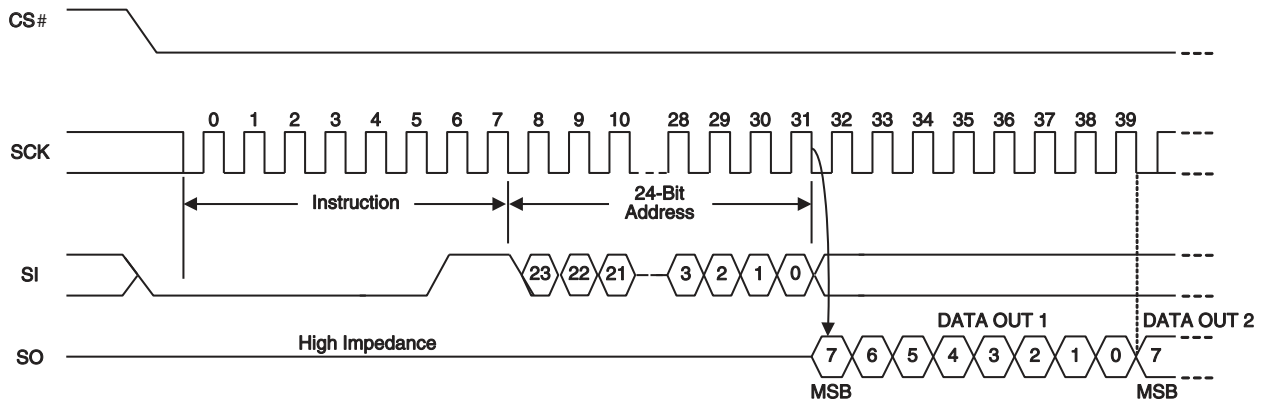 CS#
0 1 2 3 4 5 6 7 8 9 10 28 29 30 31 32 33 34 35 36 37 38 39
SCK
Instruction
24-Bit
Address
SI
23 22 21 3 2 1 0
High Impedance
DATA OUT 1
DATA OUT 2
SO
7 6 5 4 3 2 1 0 7
MSB
MSB